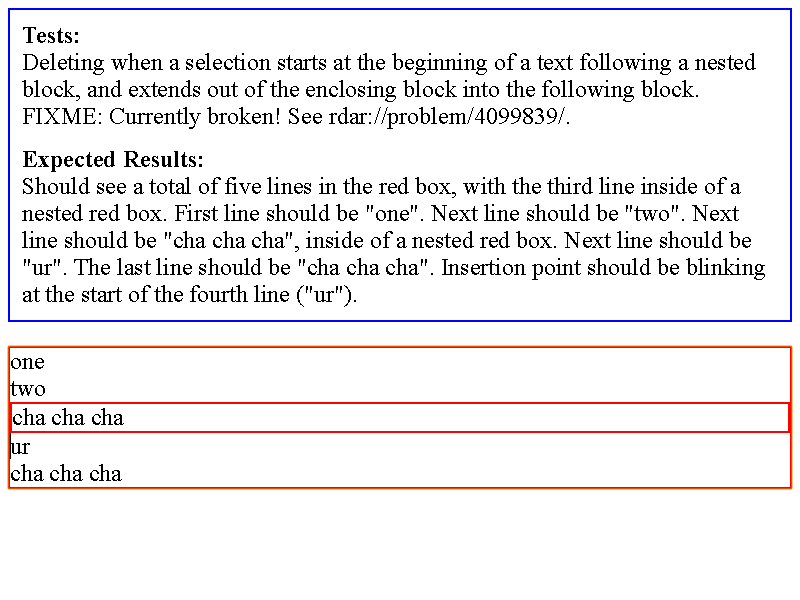 Tests:
Deleting when a selection starts at the beginning of a text following a nested
block, and extends out of the enclosing block into the following block.
FIXME: Currently broken! See rdar://problem/4099839/.
Expected Results:
Should see a total of five lines in the red box, with the third line inside of a
nested red box. First line should be "one". Next line should be "two". Next
line should be "cha cha cha", inside of a nested red box. Next line should be
"ur". The last line should be "cha cha cha". Insertion point should be blinking
at the start of the fourth line ("ur").
one
two
cha cha cha
ur
cha cha cha